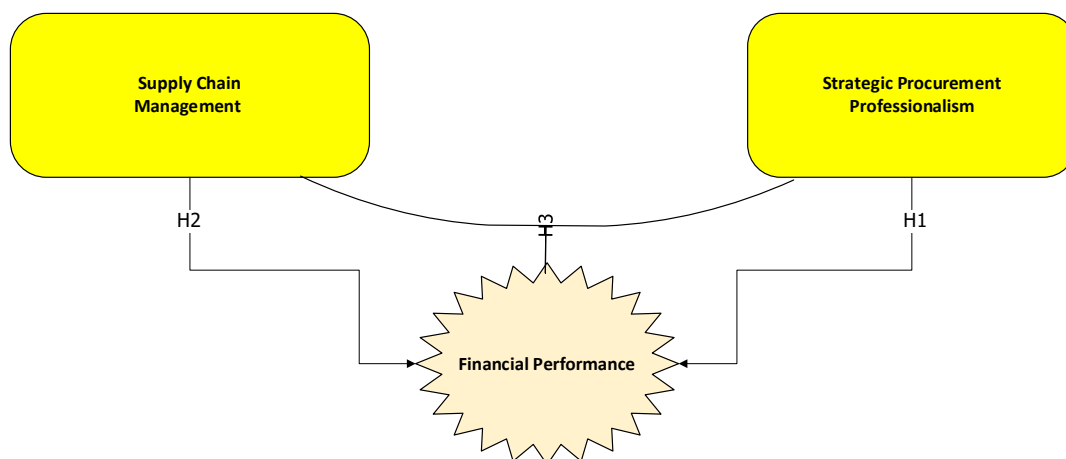 Supply Chain
Management
Strategic Procurement
Professionalism
H2
H3
H1
Financial Performance